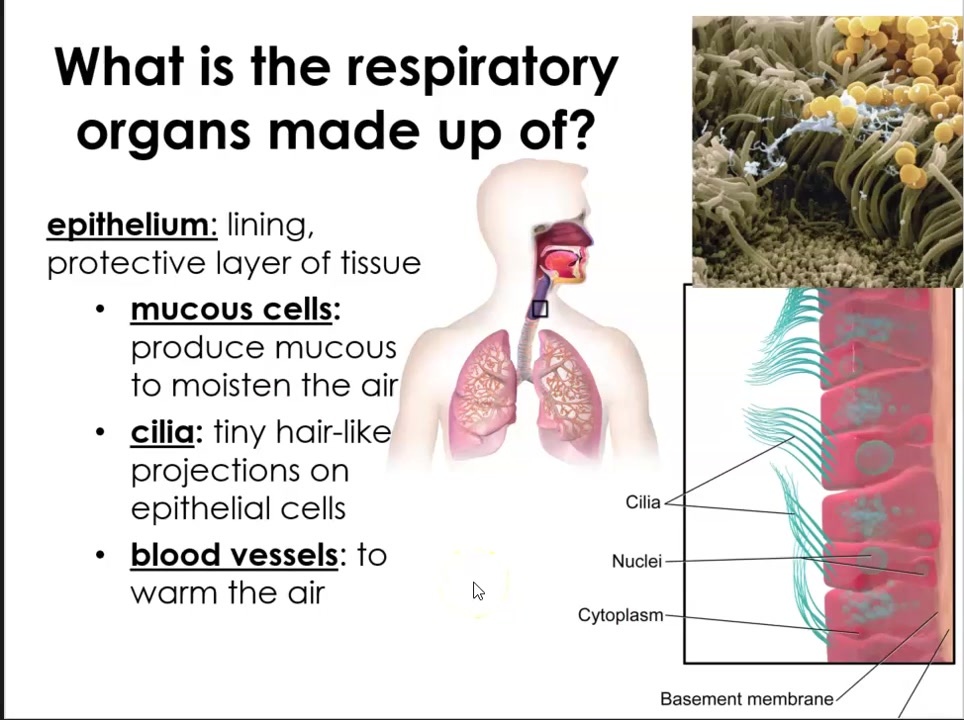 What is the respiratory
organs made up of?
epithelium: lining,
protective layer of tissue
• mucous cells:
produce mucous
to moisten the air
• cilia: tiny hair-like
projections on
epithelial cells
• blood vessels: to
warm the air
Cilia
Nuclei
Cytoplasm
Basement membrane